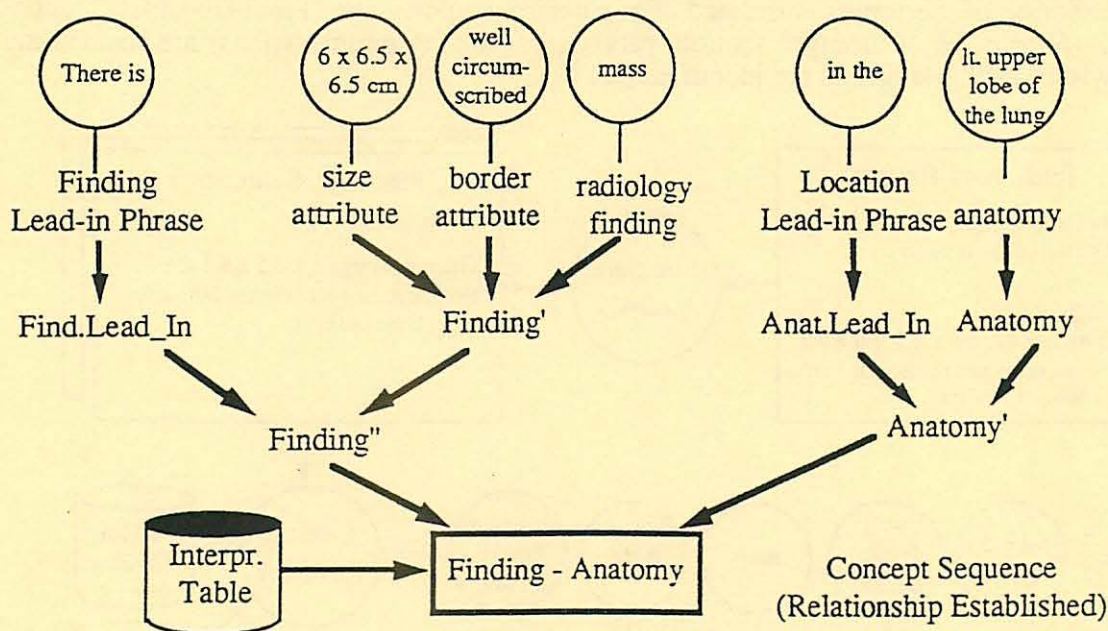 There is
6 x 6.5 x
6.5 cm
well
circum-
scribed
mass
in the
lt. upper
lobe of
the lung
Finding
Lead-in Phrase
size
attribute
border
attribute
radiology
finding
Location
Lead-in Phrase
anatomy
Find.Lead_In
Finding'
Anat.Lead_In
Anatomy
Finding"
Anatomy'
Interpr.
Table
Finding - Anatomy
Concept Sequence
(Relationship Established)